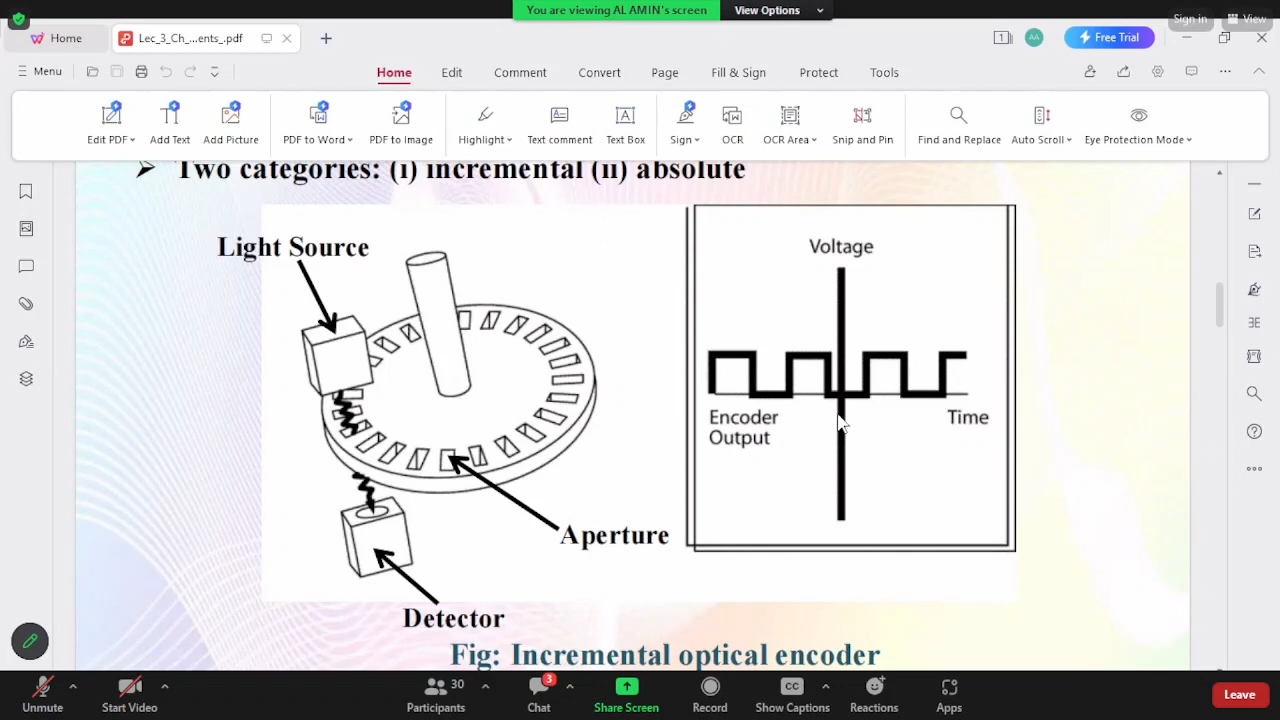 You are viewing AL AMIN's screen
View Options
Sign in
View
Home
Lec_3_Ch_...ents_.pdf
1
AA
Free Trial
Menu
Home
Edit
Comment
Convert
Page
Fill & Sign
Protect
Tools
Edit PDF
Add Text
Add Picture
PDF to Word
PDF to Image
Highlight
Text comment
Text Box
Sign
OCR
OCR Area
Snip and Pin
Find and Replace
Auto Scroll
Eye Protection Mode
Two categories: (i) incremental (ii) absolute
Light Source
Aperture
Detector
Voltage
Encoder
Output
Time
Fig: Incremental optical encoder
Unmute
Start Video
30
Participants
3
Chat
Share Screen
Record
CC
Show Captions
Reactions
Apps
Leave